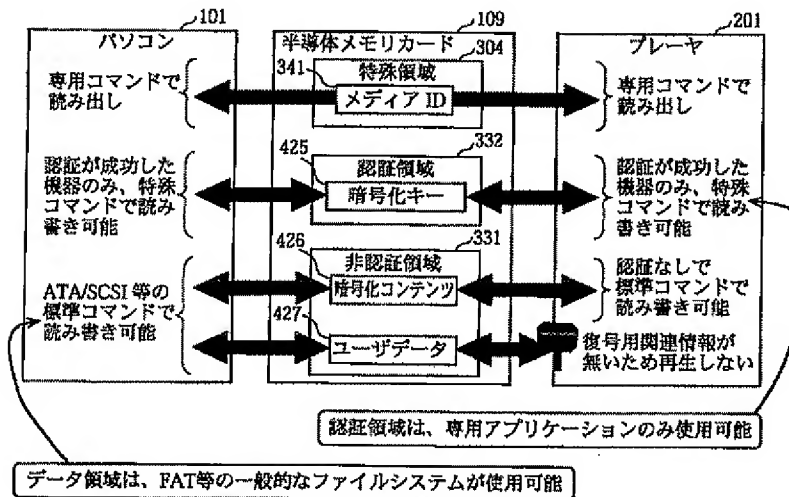 101
パソコン
109
半導体メモリカード
201
プレーヤ
専用コマンドで
読み出し
304
特殊領域
341
メディア ID
専用コマンドで
読み出し
認証が成功した
機器のみ、特殊
コマンドで読み
書き可能
332
認証領域
425
暗号化キー
認証が成功した
機器のみ、特殊
コマンドで読み
書き可能
ATA/SCSI 等の
標準コマンドで
読み書き可能
331
非認証領域
426
暗号化コンテンツ
427
ユーザデータ
認証なしで
標準コマンドで
読み書き可能
復号用関連情報が
無いため再生しない
認証領域は、専用アプリケーションのみ使用可能
データ領域は、FAT等の一般的なファイルシステムが使用可能